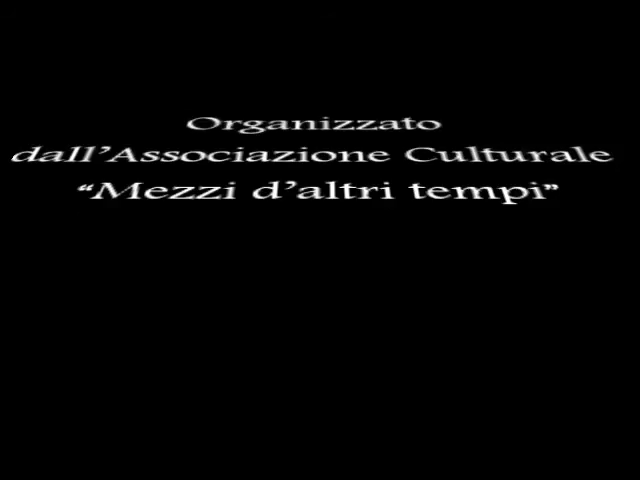 Organizzato
dall’Associazione Culturale
“Mezzi d’altri tempi”